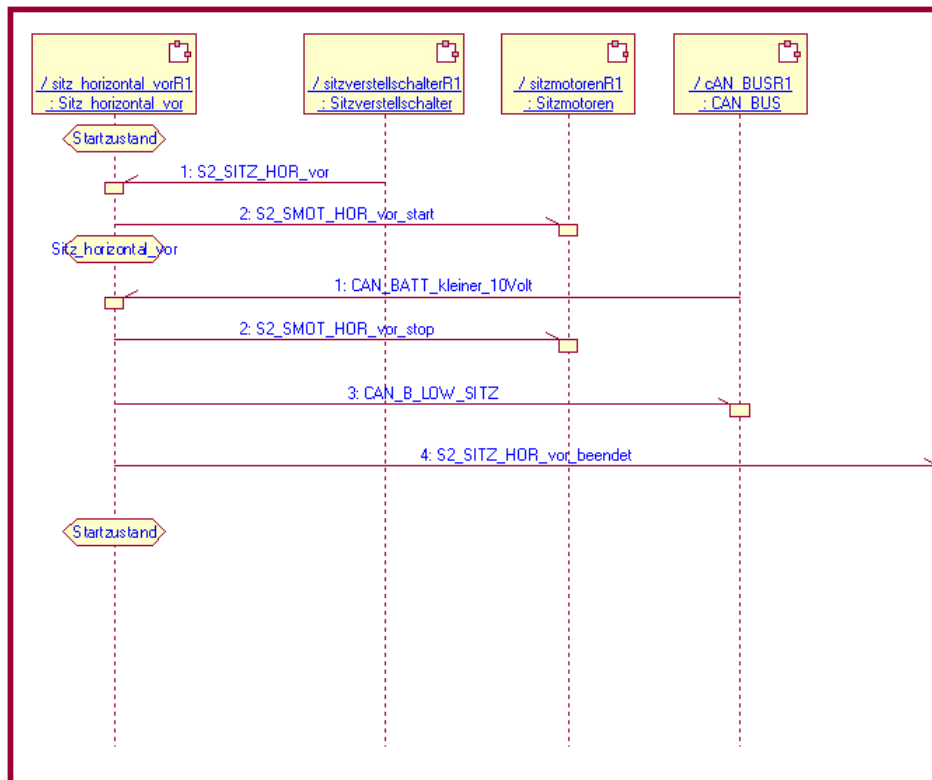 / sitz_horizontal_vorR1
: Sitz_horizontal_vor
/ sitzverstellschalterR1
: Sitzverstellschalter
/ sitzmotorenR1
: Sitzmotoren
/ cAN_BUSR1
: CAN_BUS
Startzustand
1: S2_SITZ_HOR_vor
2: S2_SMOT_HOR_vor_start
Sitz_horizontal_vor
1: CAN_BATT_kleiner_10Volt
2: S2_SMOT_HOR_vor_stop
3: CAN_B_LOW_SITZ
4: S2_SITZ_HOR_vor_beendet
Startzustand